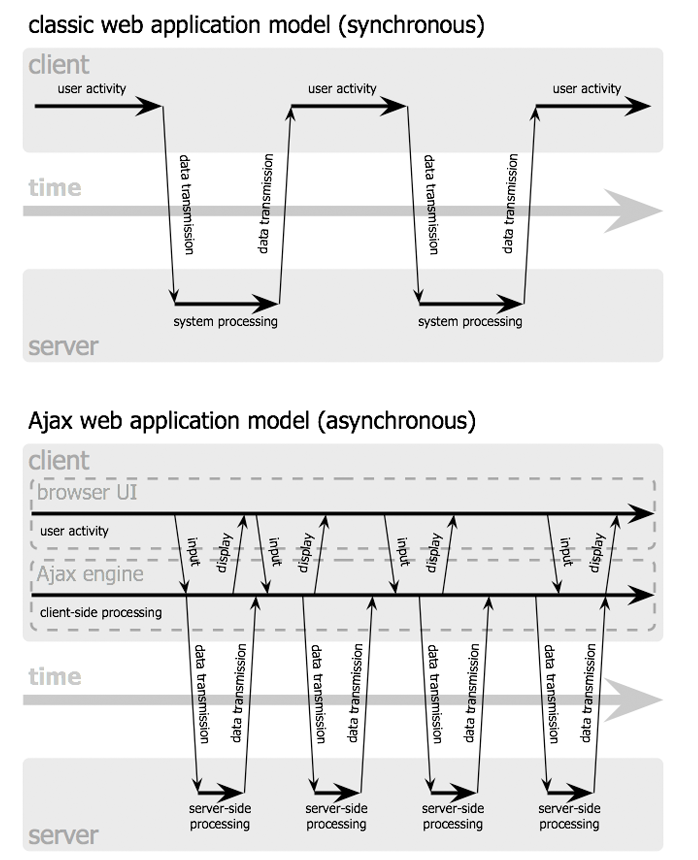 classic web application model (synchronous)
client
user activity
user activity
user activity
data transmission
data transmission
data transmission
data transmission
time
system processing
system processing
server
Ajax web application model (asynchronous)
client
browser UI
user activity
input
display
input
display
input
display
input
display
Ajax engine
client-side processing
data transmission
data transmission
data transmission
data transmission
data transmission
data transmission
data transmission
data transmission
time
server-side
processing
server-side
processing
server-side
processing
server-side
processing
server